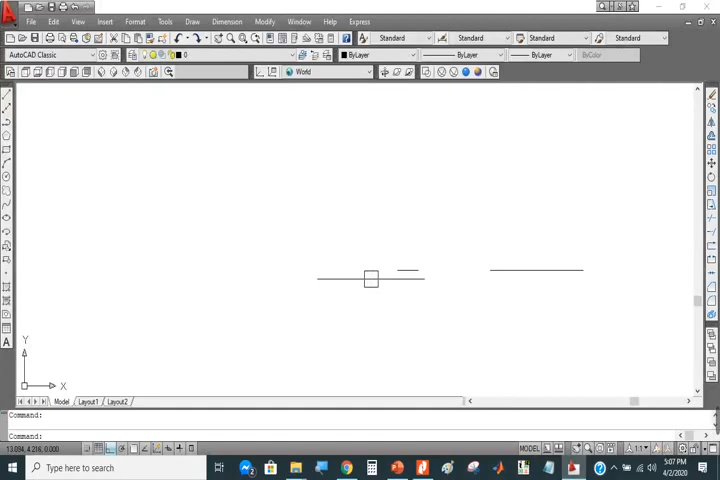 File Edit View Insert Format Tools Draw Dimension Modify Window Help Express
Standard Standard Standard Standard
AutoCAD Classic 0 ByLayer ByLayer ByLayer ByColor
World
Y
X
Model Layout1 Layout2
Command:
Command:
13.094, 4.216, 0.000 MODEL 1:1
Type here to search
5:07 PM
4/2/2020